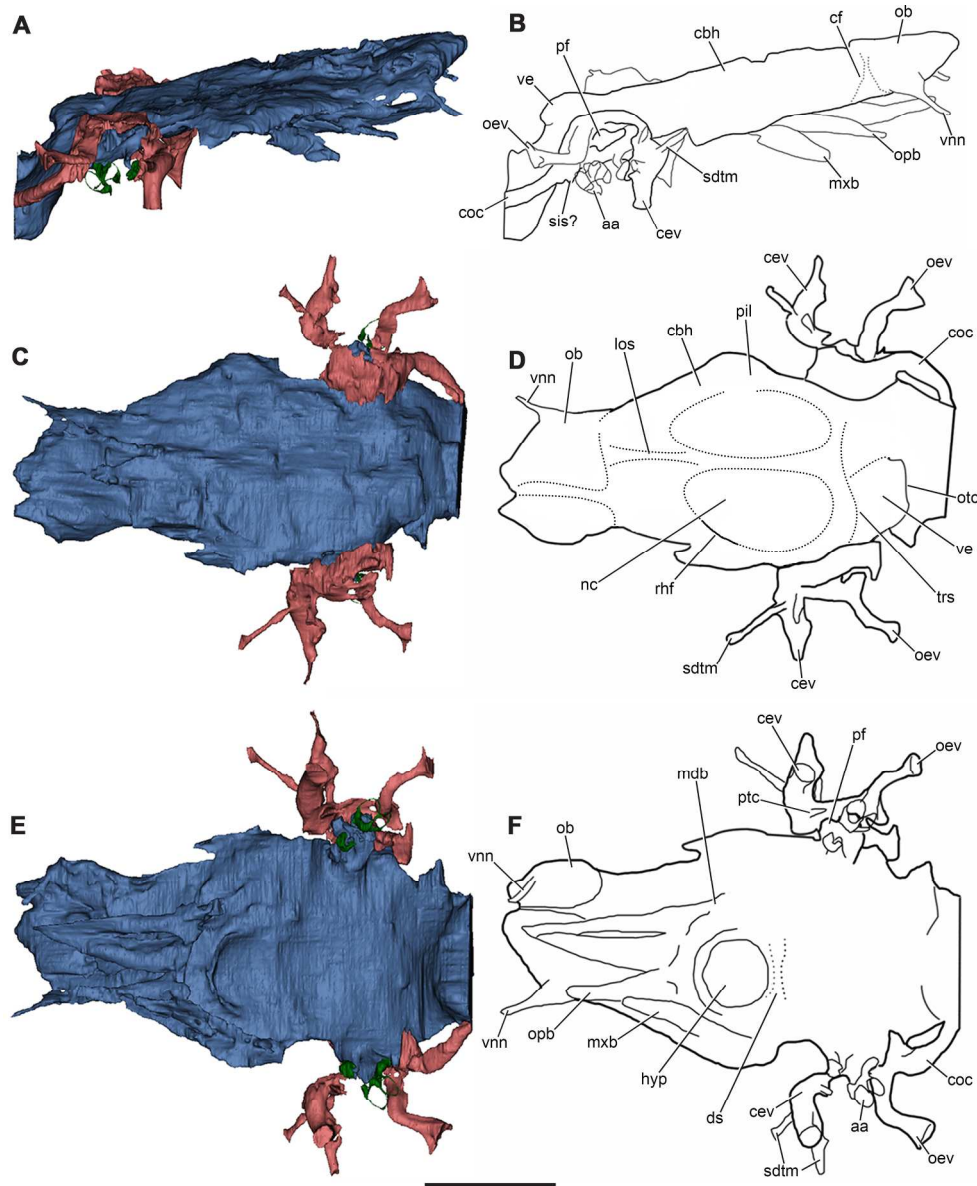 A
B
cf
ob
cbh
pf
ve
oev
vnn
opb
mxb
sdtm
coc
sis?
aa
cev
C
D
cev
oev
pil
coc
cbh
los
ob
vnn
otc
ve
nc
rhf
trs
sdtm
oev
cev
E
F
cev
pf
oev
mdb
ptc
ob
vnn
vnn
opb
mxb
hyp
ds
cev
aa
coc
sdtm
oev